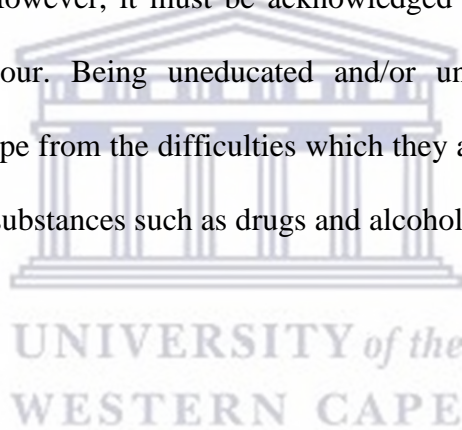 owever, it must be acknowledged
our. Being uneducated and/or un
pe from the difficulties which they a
substances such as drugs and alcohol
UNIVERSITY of the
WESTERN CAPE